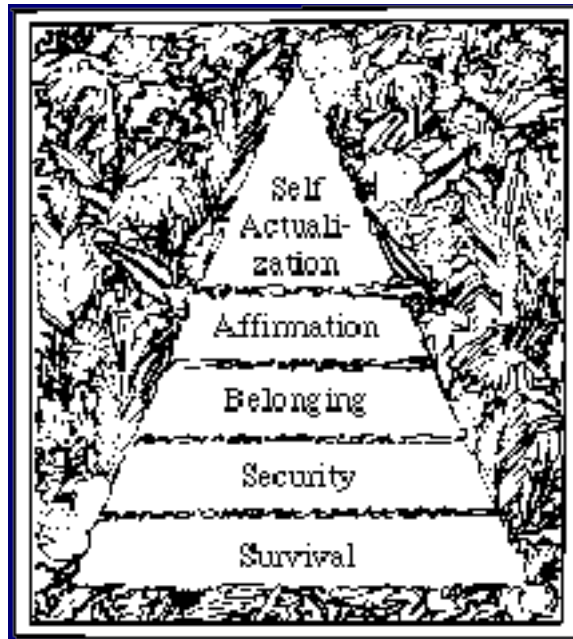 Self
Actuali-
zation
Affirmation
Belonging
Security
Survival